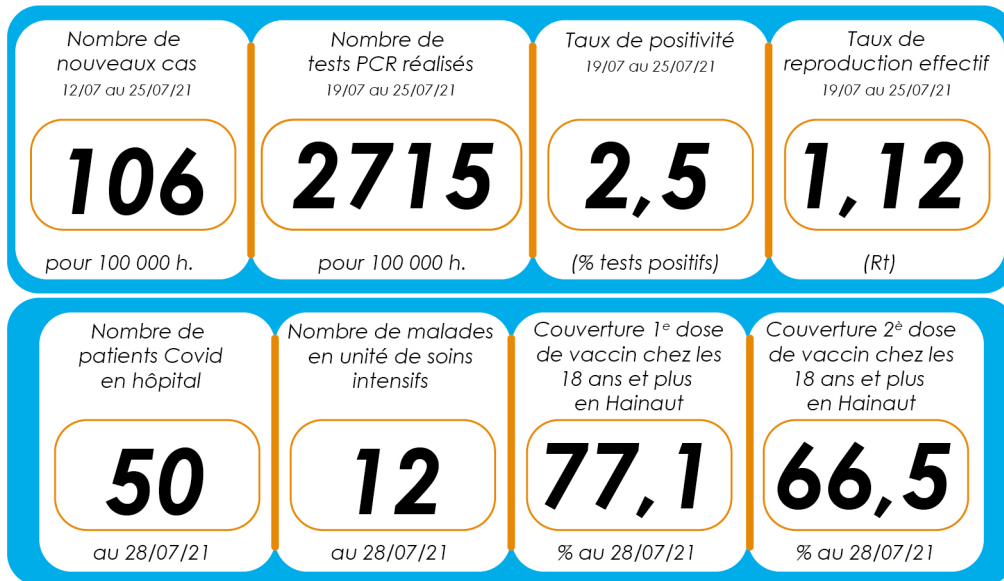 Nombre de
nouveaux cas
12/07 au 25/07/21
106
pour 100 000 h.
Nombre de
tests PCR réalisés
19/07 au 25/07/21
2715
pour 100 000 h.
Taux de positivité
19/07 au 25/07/21
2,5
(% tests positifs)
Taux de
reproduction effectif
19/07 au 25/07/21
1,12
(Rt)
Nombre de
patients Covid
en hôpital
50
au 28/07/21
Nombre de malades
en unité de soins
intensifs
12
au 28/07/21
Couverture 1e dose
de vaccin chez les
18 ans et plus
en Hainaut
77,1
% au 28/07/21
Couverture 2è dose
de vaccin chez les
18 ans et plus
en Hainaut
66,5
% au 28/07/21